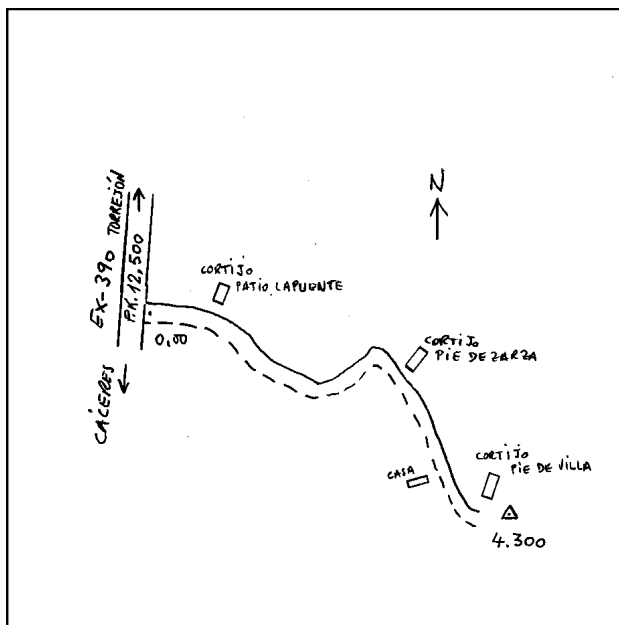 N
EX-390 TORREJÓN
P.K. 12,500
CÁCERES
0,00
CORTIJO
PATIO LAPUENTE
CORTIJO
PIE DE ZARZA
CASA
CORTIJO
PIE DE VILLA
4.300